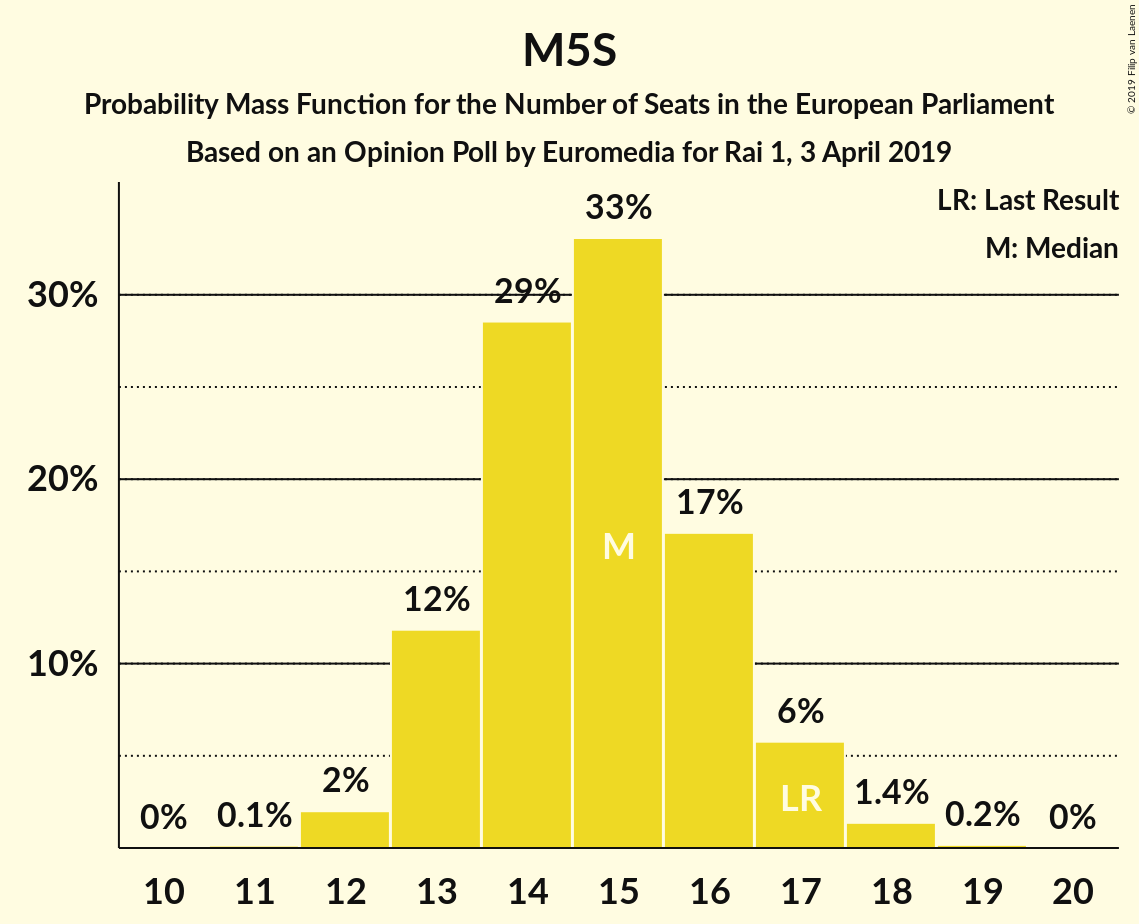 M5S
Probability Mass Function for the Number of Seats in the European Parliament
Based on an Opinion Poll by Euromedia for Rai 1, 3 April 2019
© 2019 Filip van Laenen
LR: Last Result
M: Median
30%
20%
10%
0%
0.1%
2%
12%
29%
33%
17%
6%
1.4%
0.2%
0%
M
LR
10 11 12 13 14 15 16 17 18 19 20